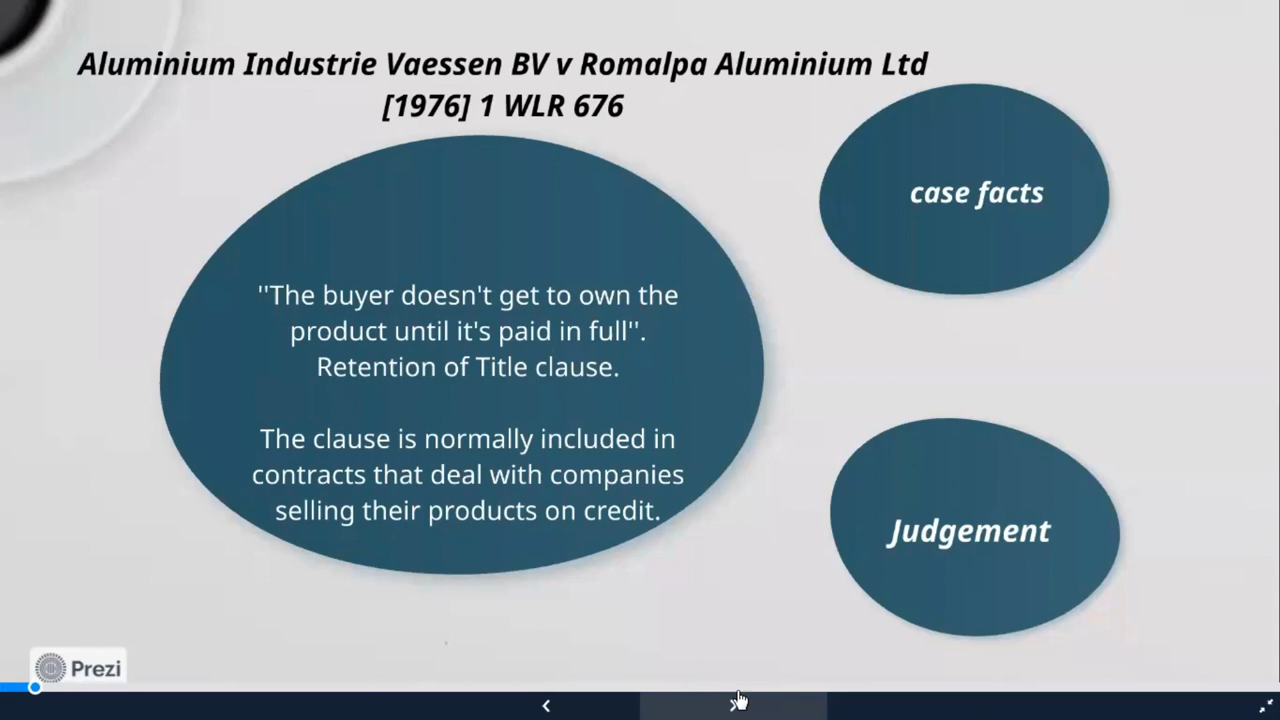 Aluminium Industrie Vaessen BV v Romalpa Aluminium Ltd
[1976] 1 WLR 676
case facts
''The buyer doesn't get to own the
product until it's paid in full''.
Retention of Title clause.
The clause is normally included in
contracts that deal with companies
selling their products on credit.
Judgement
Prezi